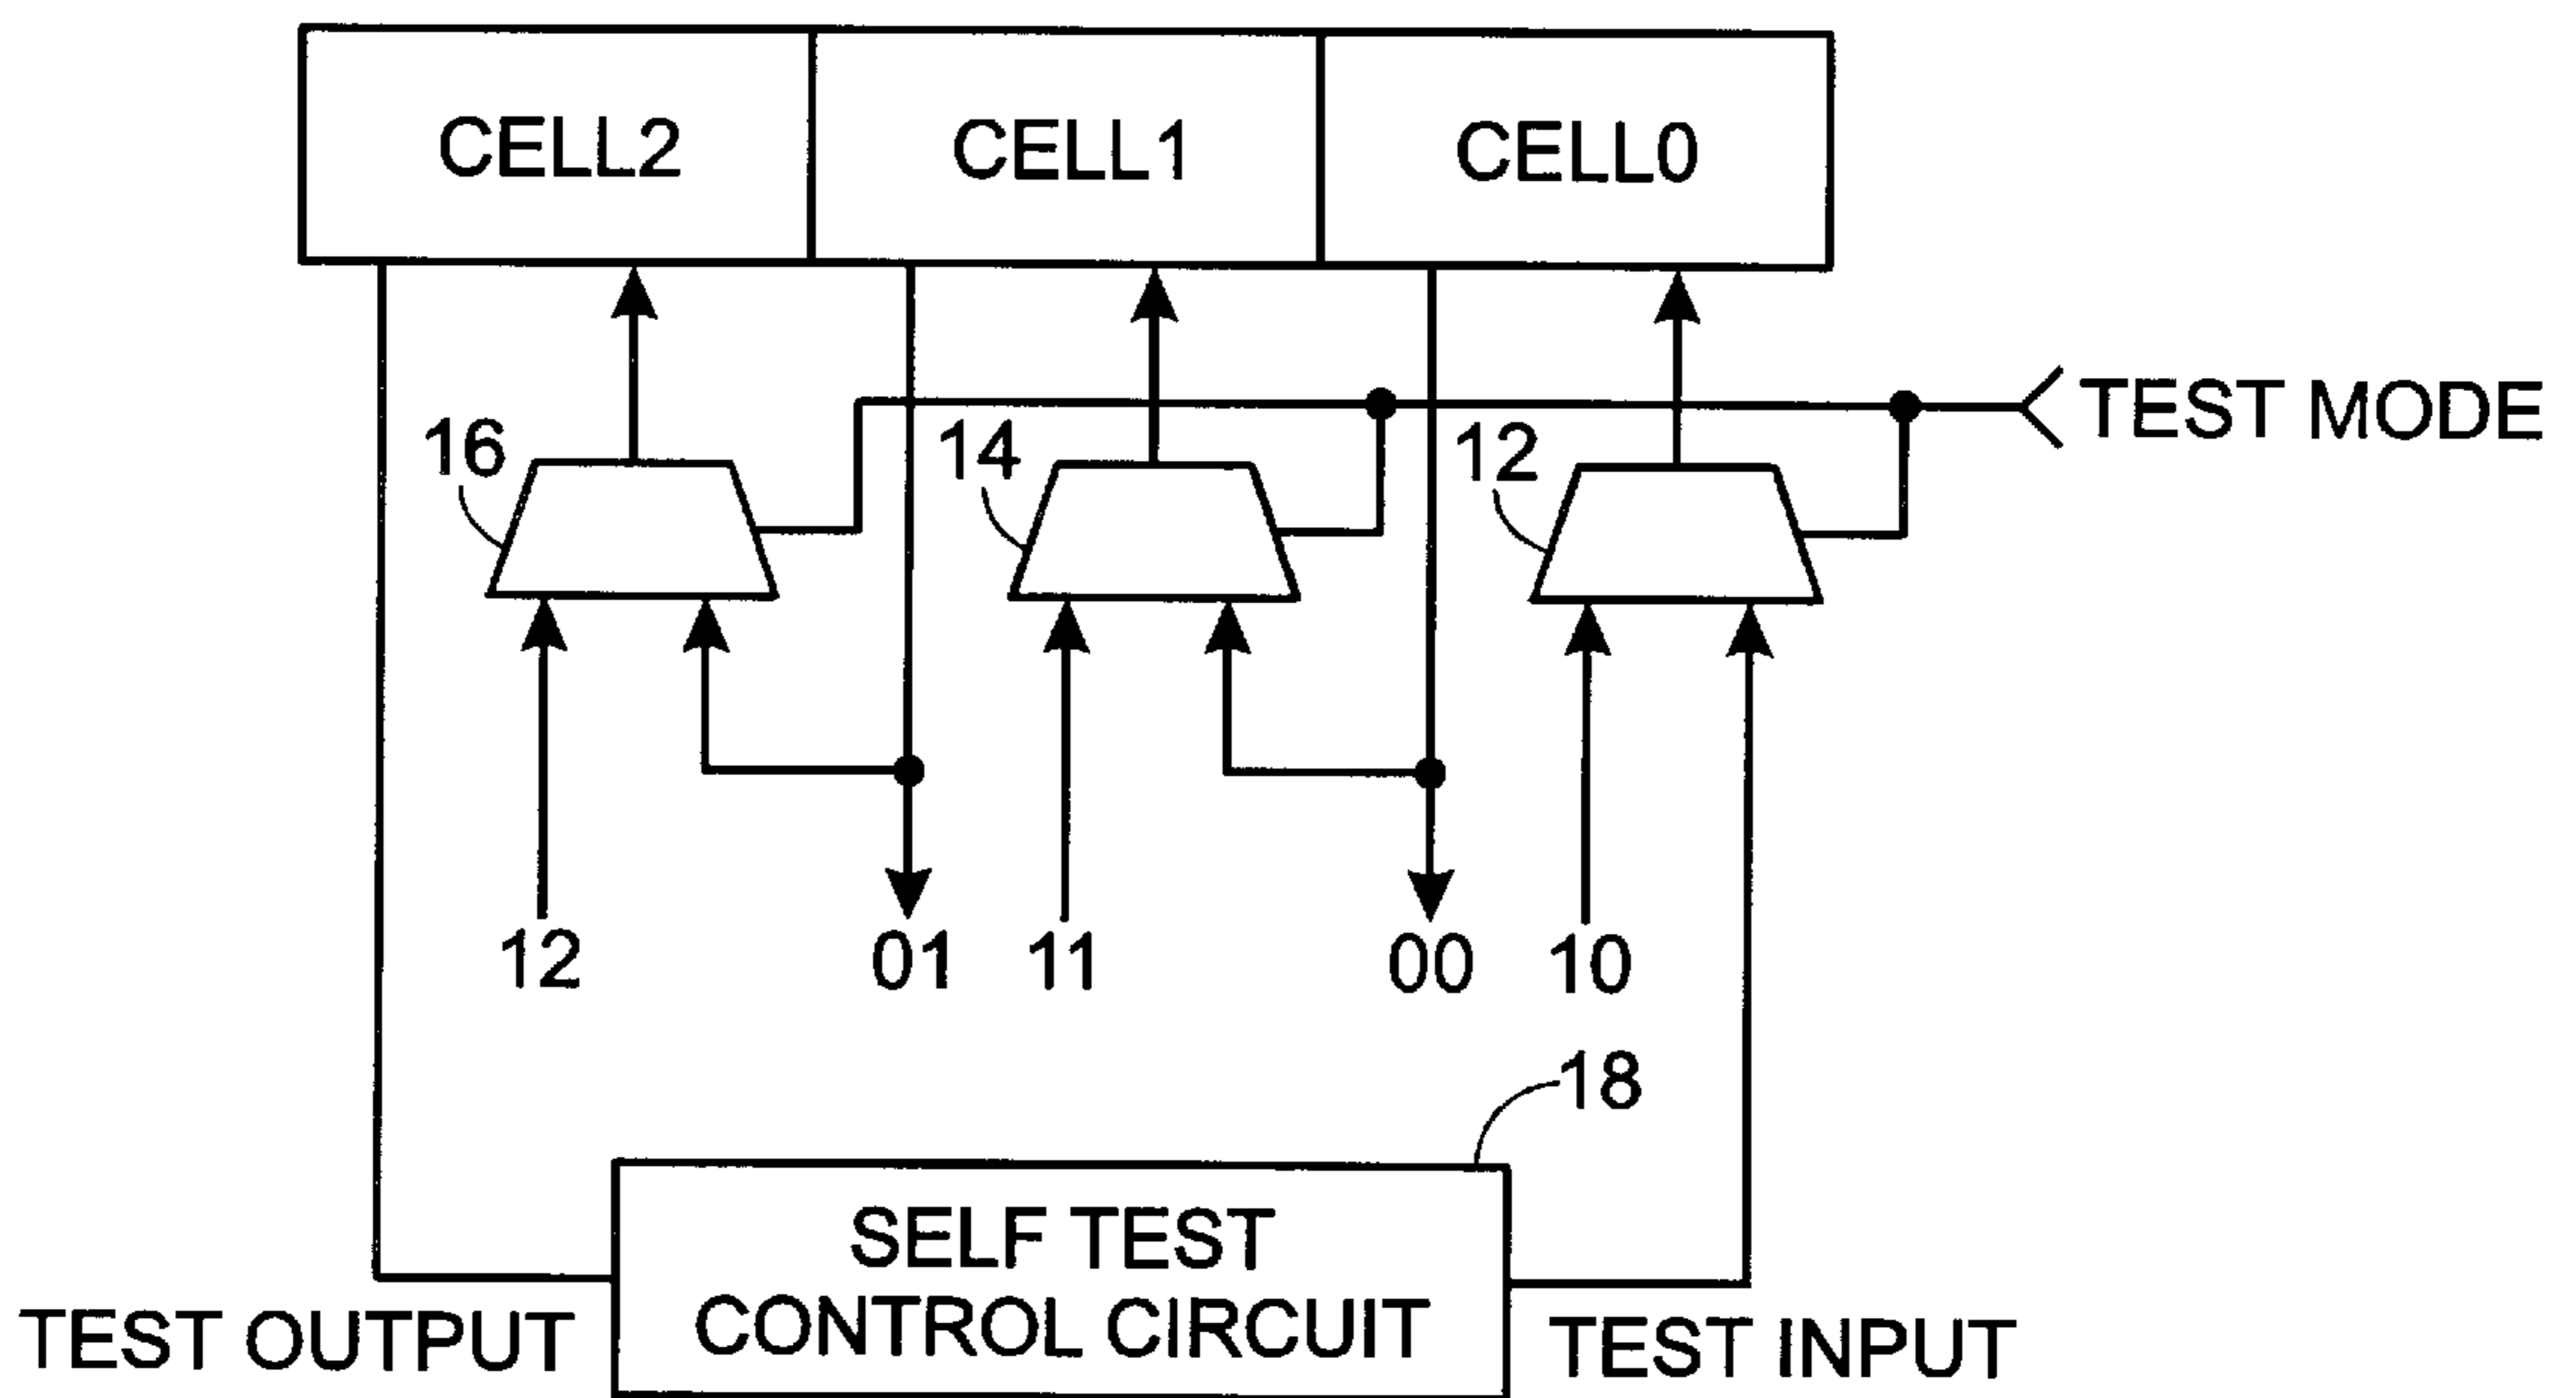 CELL2 CELL1 CELL0
TEST MODE
16 14 12
12 01 11 00 10
18
SELF TEST
CONTROL CIRCUIT
TEST OUTPUT
TEST INPUT